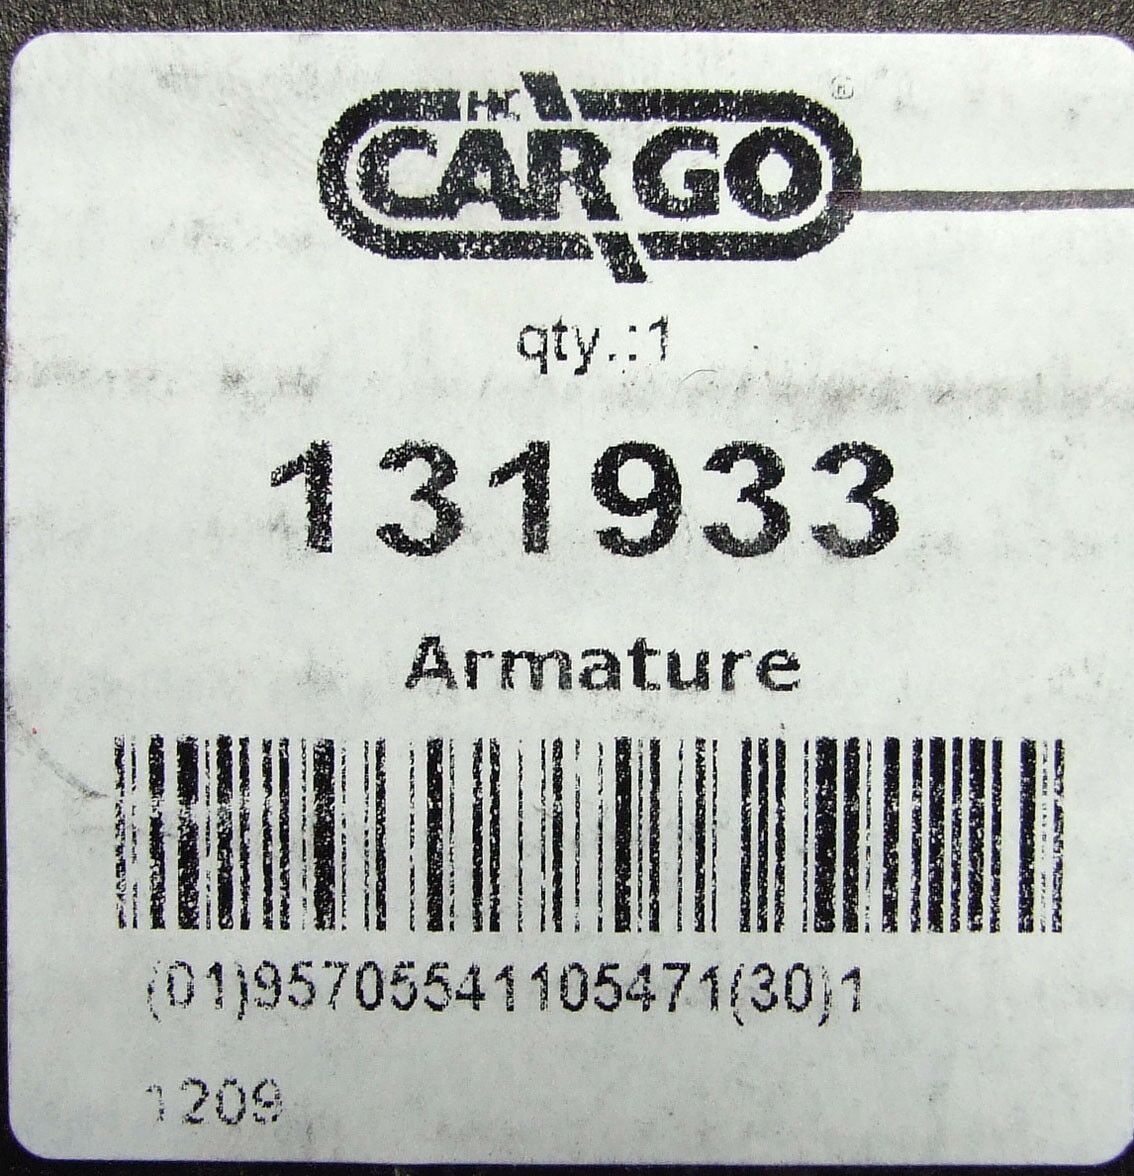 HC
CARGO®
qty.:1
131933
Armature
(01)95705541105471(30)1
1209